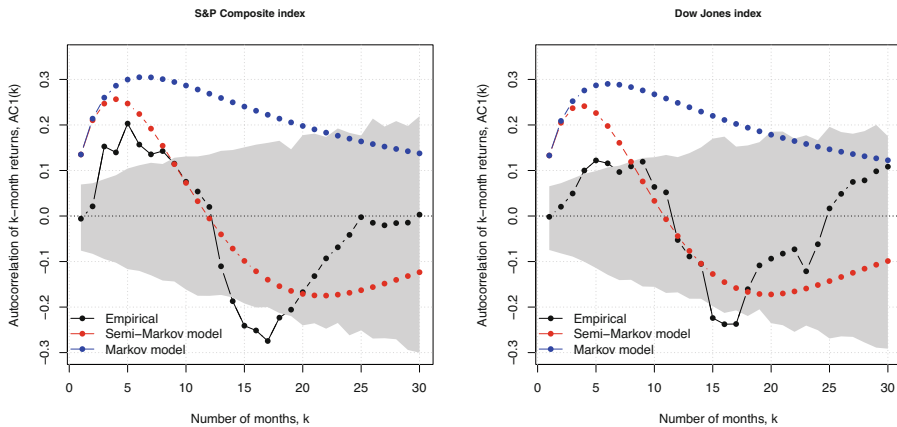 S&P Composite index
Autocorrelation of k−month returns, AC1(k)
0.3
0.2
0.1
0.0
−0.1
−0.2
−0.3
Empirical
Semi−Markov model
Markov model
0 5 10 15 20 25 30
Number of months, k
Dow Jones index
Autocorrelation of k−month returns, AC1(k)
0.3
0.2
0.1
0.0
−0.1
−0.2
−0.3
Empirical
Semi−Markov model
Markov model
0 5 10 15 20 25 30
Number of months, k